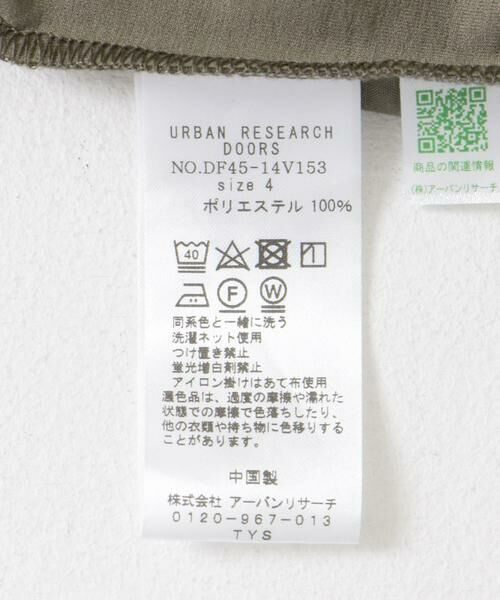 URBAN RESEARCH
DOORS
NO.DF45-14V153
size 4
ポリエステル 100%
40
F
W
同系色と一緒に洗う
洗濯ネット使用
つけ置き禁止
蛍光増白剤禁止
アイロン掛けはあて布使用
濃色品は、過度の摩擦や濡れた
状態での摩擦で色落ちしたり、
他の衣類や持ち物に色移りする
ことがあります。
中国製
株式会社 アーバンリサーチ
0120-967-013
TYS
商品の関連情報
(株)アーバンリサーチ